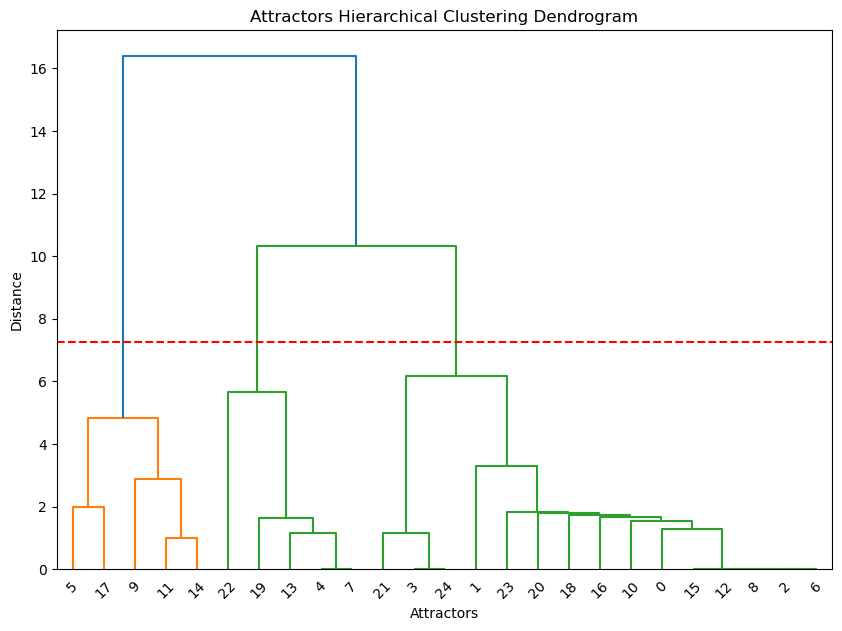 Attractors Hierarchical Clustering Dendrogram
16
14
12
10
8
6
4
2
0
Distance
5 17 9 11 14 22 19 13 4 7 21 3 24 1 23 20 18 16 10 0 15 12 8 2 6
Attractors